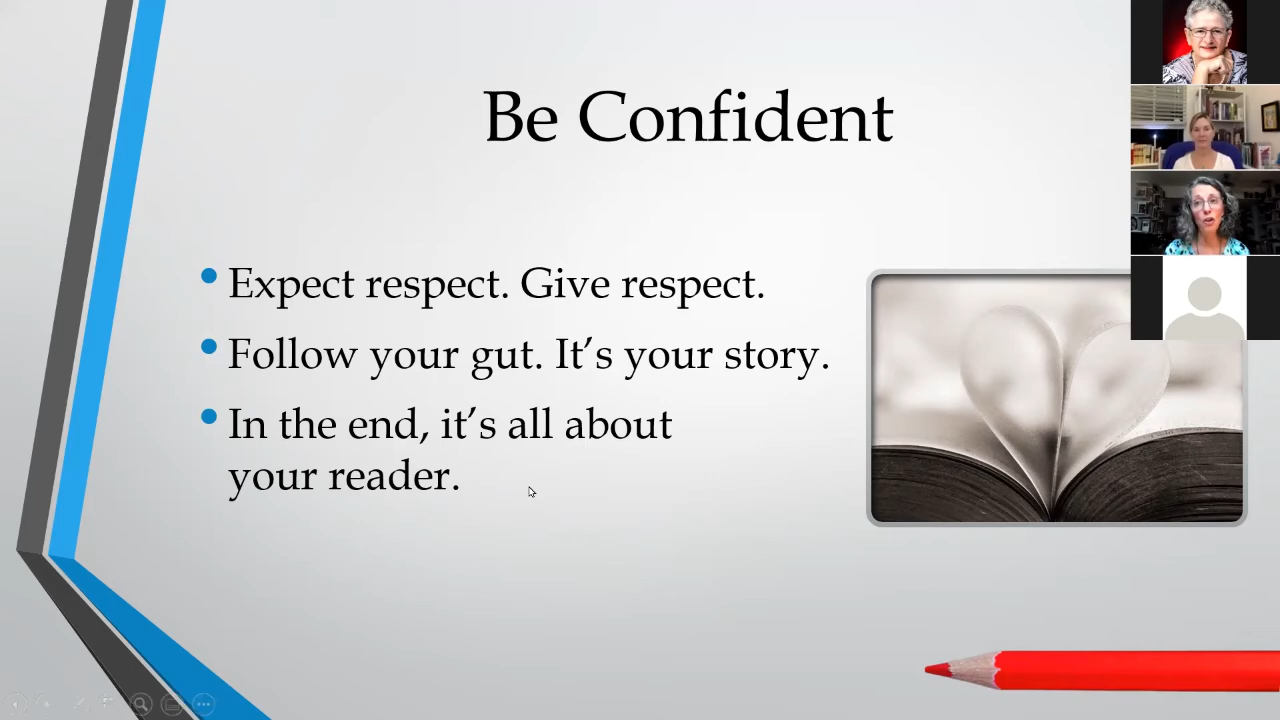 Be Confident
• Expect respect. Give respect.
• Follow your gut. It’s your story.
• In the end, it’s all about
your reader.